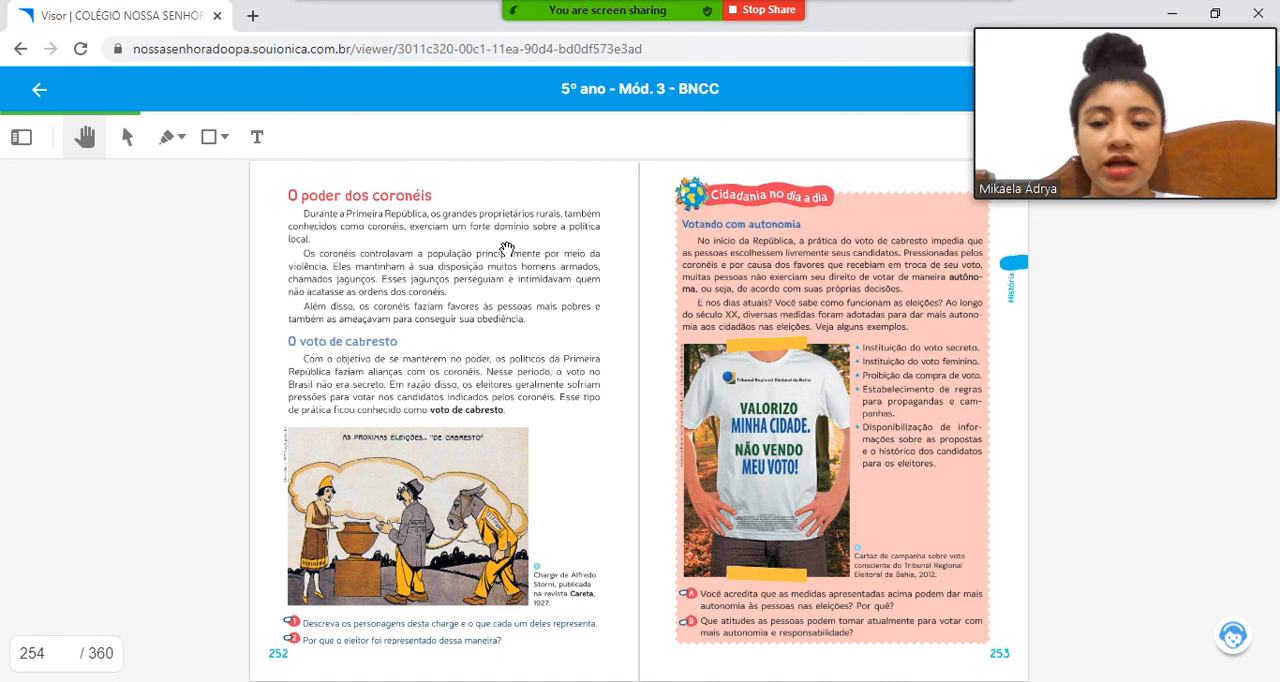 Visor | COLÉGIO NOSSA SENHOR
You are screen sharing
Stop Share
nossasenhoradoopa.souionica.com.br/viewer/3011c320-00c1-11ea-90d4-bd0df573e3ad
5º ano - Mód. 3 - BNCC
Mikaela Ádrya
O poder dos coronéis
Durante a Primeira República, os grandes proprietários rurais, também
conhecidos como coronéis, exerciam um forte domínio sobre a política
local.
Os coronéis controlavam a população princi mente por meio da
violência. Eles mantinham à sua disposição muitos homens armados,
chamados jagunços. Esses jagunços perseguiam e intimidavam quem
não acatasse as ordens dos coronéis.
Além disso, os coronéis faziam favores às pessoas mais pobres e
também as ameaçavam para conseguir sua obediência.
O voto de cabresto
Com o objetivo de se manterem no poder, os políticos da Primeira
República faziam alianças com os coronéis. Nesse período, o voto no
Brasil não era secreto. Em razão disso, os eleitores geralmente sofriam
pressões para votar nos candidatos indicados pelos coronéis. Esse tipo
de prática ficou conhecido como voto de cabresto.
AS PROXIMAS ELEIÇÕES... "DE CABRESTO"
Charge de Alfredo
Storni, publicada
na revista Careta,
1927.
1 Descreva os personagens desta charge e o que cada um deles representa.
2 Por que o eleitor foi representado dessa maneira?
252
Cidadania no dia a dia
Votando com autonomia
No início da República, a prática do voto de cabresto impedia que
as pessoas escolhessem livremente seus candidatos. Pressionadas pelos
coronéis e por causa dos favores que recebiam em troca de seu voto,
muitas pessoas não exerciam seu direito de votar de maneira autôno-
ma, ou seja, de acordo com suas próprias decisões.
E nos dias atuais? Você sabe como funcionam as eleições? Ao longo
do século XX, diversas medidas foram adotadas para dar mais autono-
mia aos cidadãos nas eleições. Veja alguns exemplos.
• Instituição do voto secreto.
• Instituição do voto feminino.
• Proibição da compra de voto.
• Estabelecimento de regras
para propagandas e cam-
panhas.
• Disponibilização de infor-
mações sobre as propostas
e o histórico dos candidatos
para os eleitores.
Tribunal Regional Eleitoral da Bahia
VALORIZO
MINHA CIDADE.
NÃO VENDO
MEU VOTO!
Cartaz de campanha sobre voto
consciente do Tribunal Regional
Eleitoral da Bahia, 2012.
A Você acredita que as medidas apresentadas acima podem dar mais
autonomia às pessoas nas eleições? Por quê?
B Que atitudes as pessoas podem tomar atualmente para votar com
mais autonomia e responsabilidade?
253
História
254 / 360